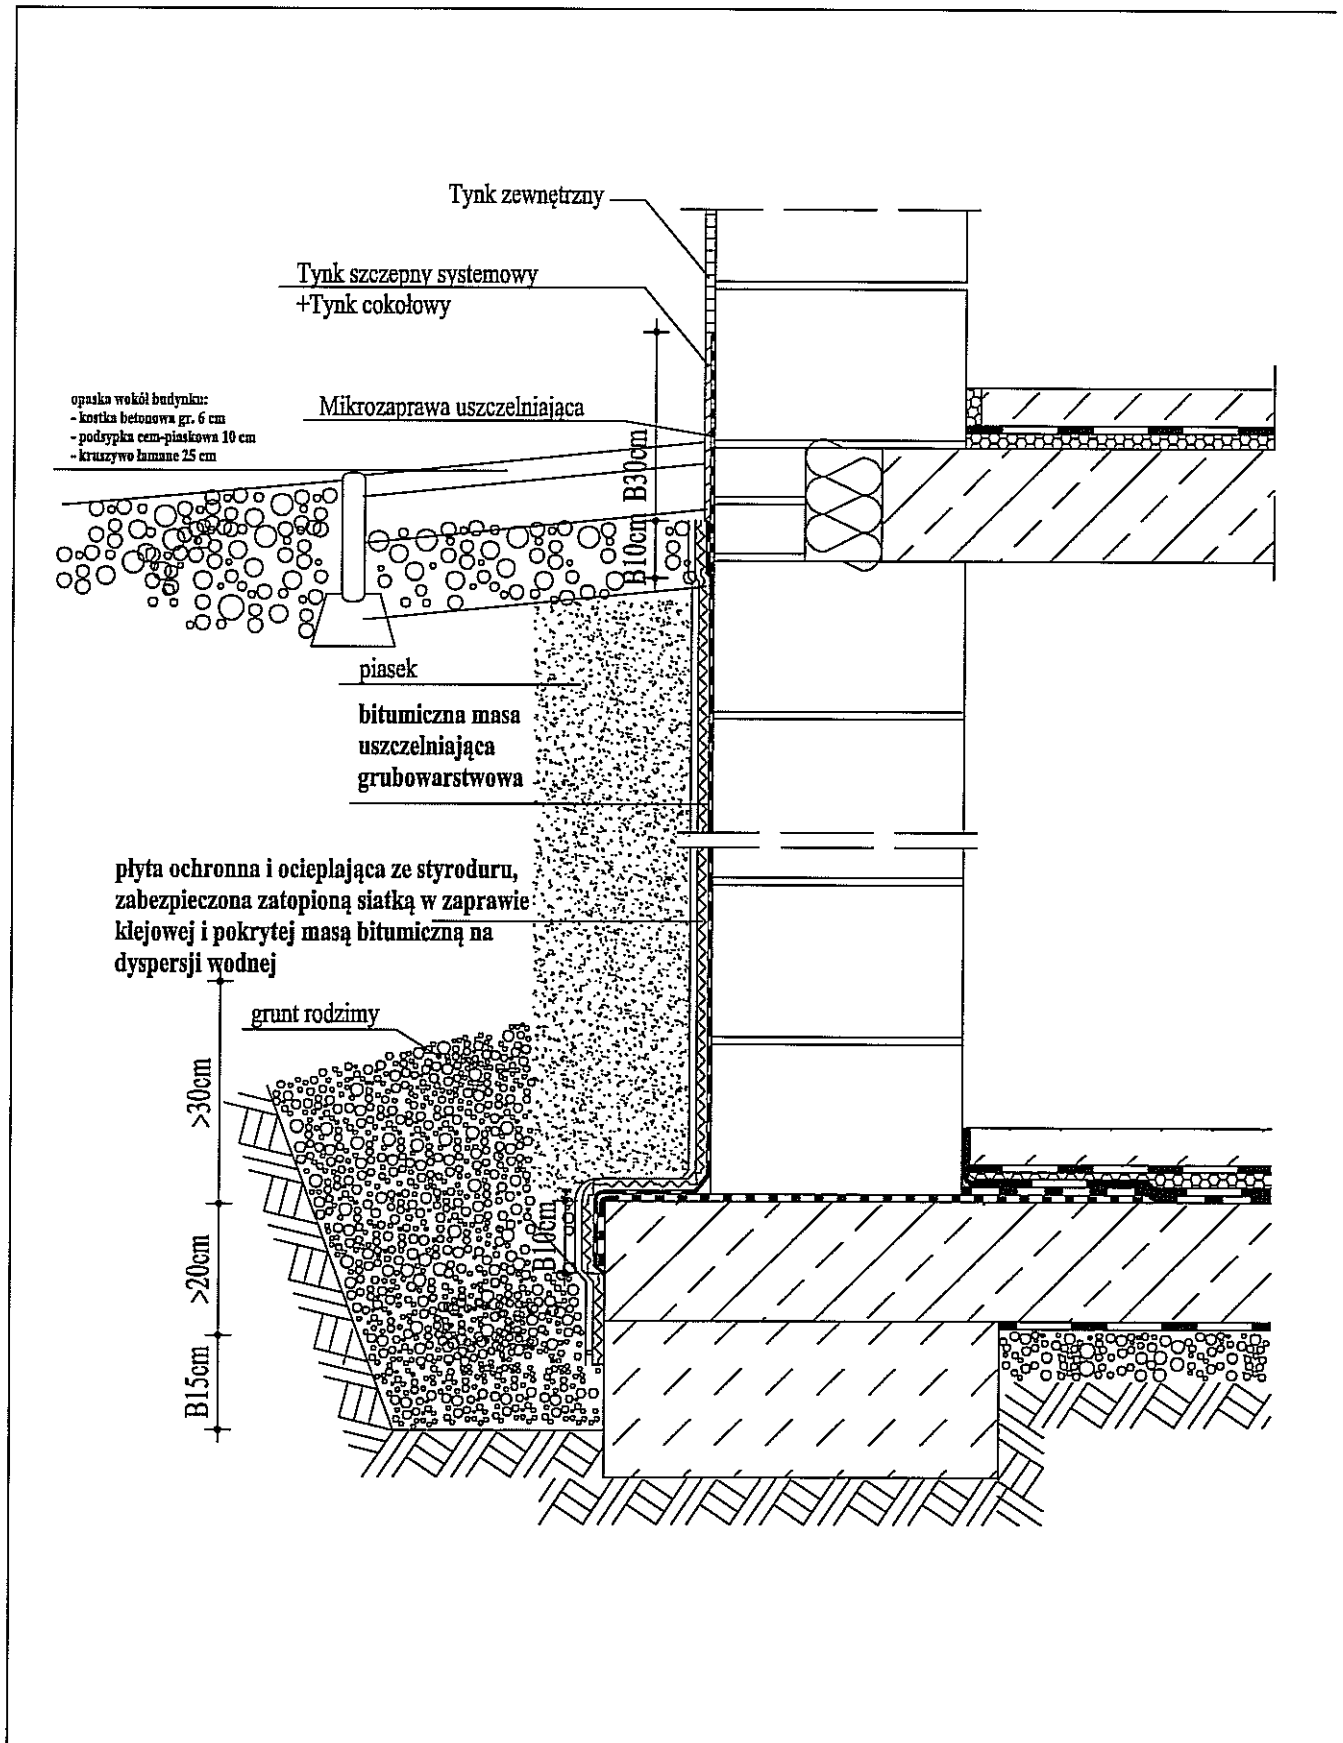 Tynk zewnętrzny
Tynk szczepny systemowy
+Tynk cokołowy
opaska wokół budynku:
- kostka betonowa gr. 6 cm
- podsypka cem-piaskowa 10 cm
- kruszywo łamane 25 cm
Mikrozaprawa uszczelniająca
B30cm
B10cm
piasek
bitumiczna masa
uszczelniająca
grubowarstwowa
płyta ochronna i ocieplająca ze styroduru,
zabezpieczona zatopioną siatką w zaprawie
klejowej i pokrytej masą bitumiczną na
dyspersji wodnej
grunt rodzimy
>30cm
B10cm
>20cm
B15cm